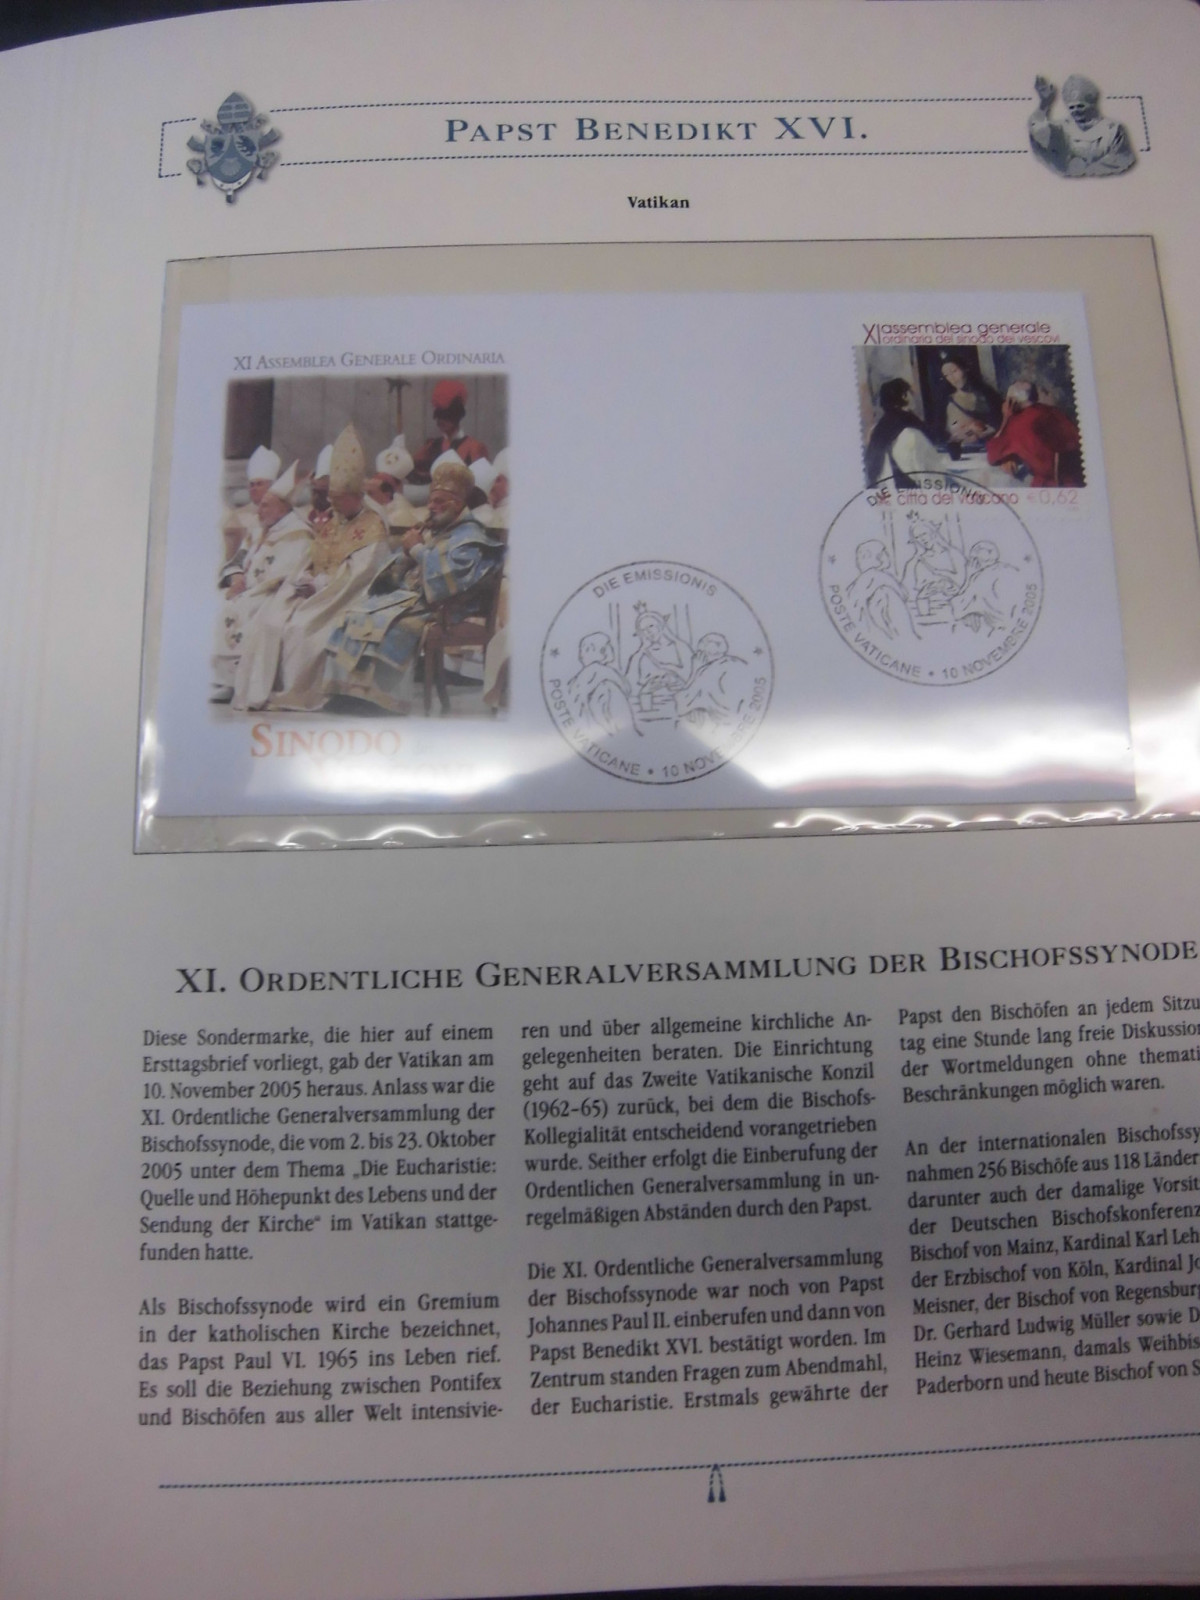 PAPST BENEDIKT XVI.
Vatikan
XI ASSEMBLEA GENERALE ORDINARIA
SINODO
XI assemblea generale
ordinaria del sinodo dei vescovi
città del Vaticano €0,62
DIE EMISSIONIS
POSTE VATICANE • 10 NOVEMBRE 2005
DIE EMISSIONIS
POSTE VATICANE • 10 NOVEMBRE 2005
XI. ORDENTLICHE GENERALVERSAMMLUNG DER BISCHOFSSYNODE
Diese Sondermarke, die hier auf einem
Ersttagsbrief vorliegt, gab der Vatikan am
10. November 2005 heraus. Anlass war die
XI. Ordentliche Generalversammlung der
Bischofssynode, die vom 2. bis 23. Oktober
2005 unter dem Thema „Die Eucharistie:
Quelle und Höhepunkt des Lebens und der
Sendung der Kirche“ im Vatikan stattge-
funden hatte.
Als Bischofssynode wird ein Gremium
in der katholischen Kirche bezeichnet,
das Papst Paul VI. 1965 ins Leben rief.
Es soll die Beziehung zwischen Pontifex
und Bischöfen aus aller Welt intensivie-
ren und über allgemeine kirchliche An-
gelegenheiten beraten. Die Einrichtung
geht auf das Zweite Vatikanische Konzil
(1962–65) zurück, bei dem die Bischofs-
Kollegialität entscheidend vorangetrieben
wurde. Seither erfolgt die Einberufung der
Ordentlichen Generalversammlung in un-
regelmäßigen Abständen durch den Papst.
Die XI. Ordentliche Generalversammlung
der Bischofssynode war noch von Papst
Johannes Paul II. einberufen und dann von
Papst Benedikt XVI. bestätigt worden. Im
Zentrum standen Fragen zum Abendmahl,
der Eucharistie. Erstmals gewährte der
Papst den Bischöfen an jedem Sitzu
tag eine Stunde lang freie Diskussion
der Wortmeldungen ohne themati
Beschränkungen möglich waren.
An der internationalen Bischofssy
nahmen 256 Bischöfe aus 118 Länder
darunter auch der damalige Vorsit
der Deutschen Bischofskonferenz
Bischof von Mainz, Kardinal Karl Leh
der Erzbischof von Köln, Kardinal Jo
Meisner, der Bischof von Regensburg
Dr. Gerhard Ludwig Müller sowie D
Heinz Wiesemann, damals Weihbis
Paderborn und heute Bischof von S